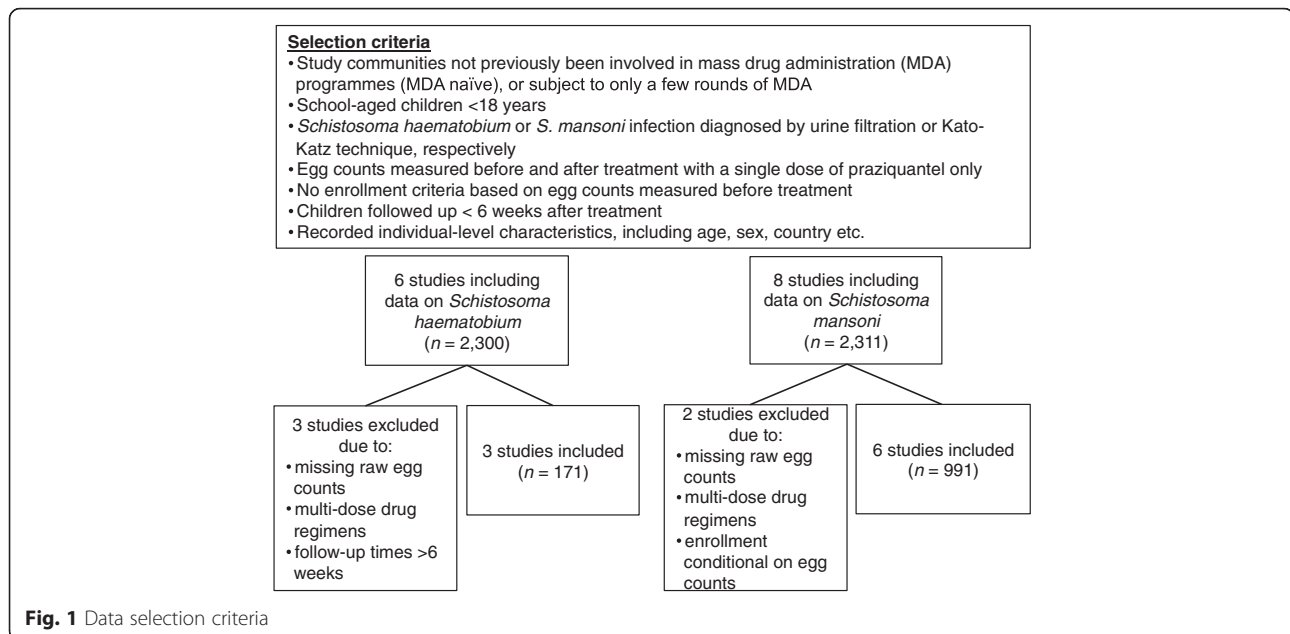 Selection criteria
• Study communities not previously been involved in mass drug administration (MDA)
programmes (MDA naïve), or subject to only a few rounds of MDA
• School-aged children <18 years
• Schistosoma haematobium or S. mansoni infection diagnosed by urine filtration or Kato-
Katz technique, respectively
• Egg counts measured before and after treatment with a single dose of praziquantel only
• No enrollment criteria based on egg counts measured before treatment
• Children followed up < 6 weeks after treatment
• Recorded individual-level characteristics, including age, sex, country etc.
6 studies including
data on Schistosoma
haematobium
(n = 2,300)
8 studies including
data on Schistosoma
mansoni
(n = 2,311)
3 studies excluded
due to:
• missing raw egg
counts
• multi-dose drug
regimens
• follow-up times >6
weeks
3 studies included
(n = 171)
2 studies excluded
due to:
• missing raw egg
counts
• multi-dose drug
regimens
• enrollment
conditional on egg
counts
6 studies included
(n = 991)
Fig. 1 Data selection criteria